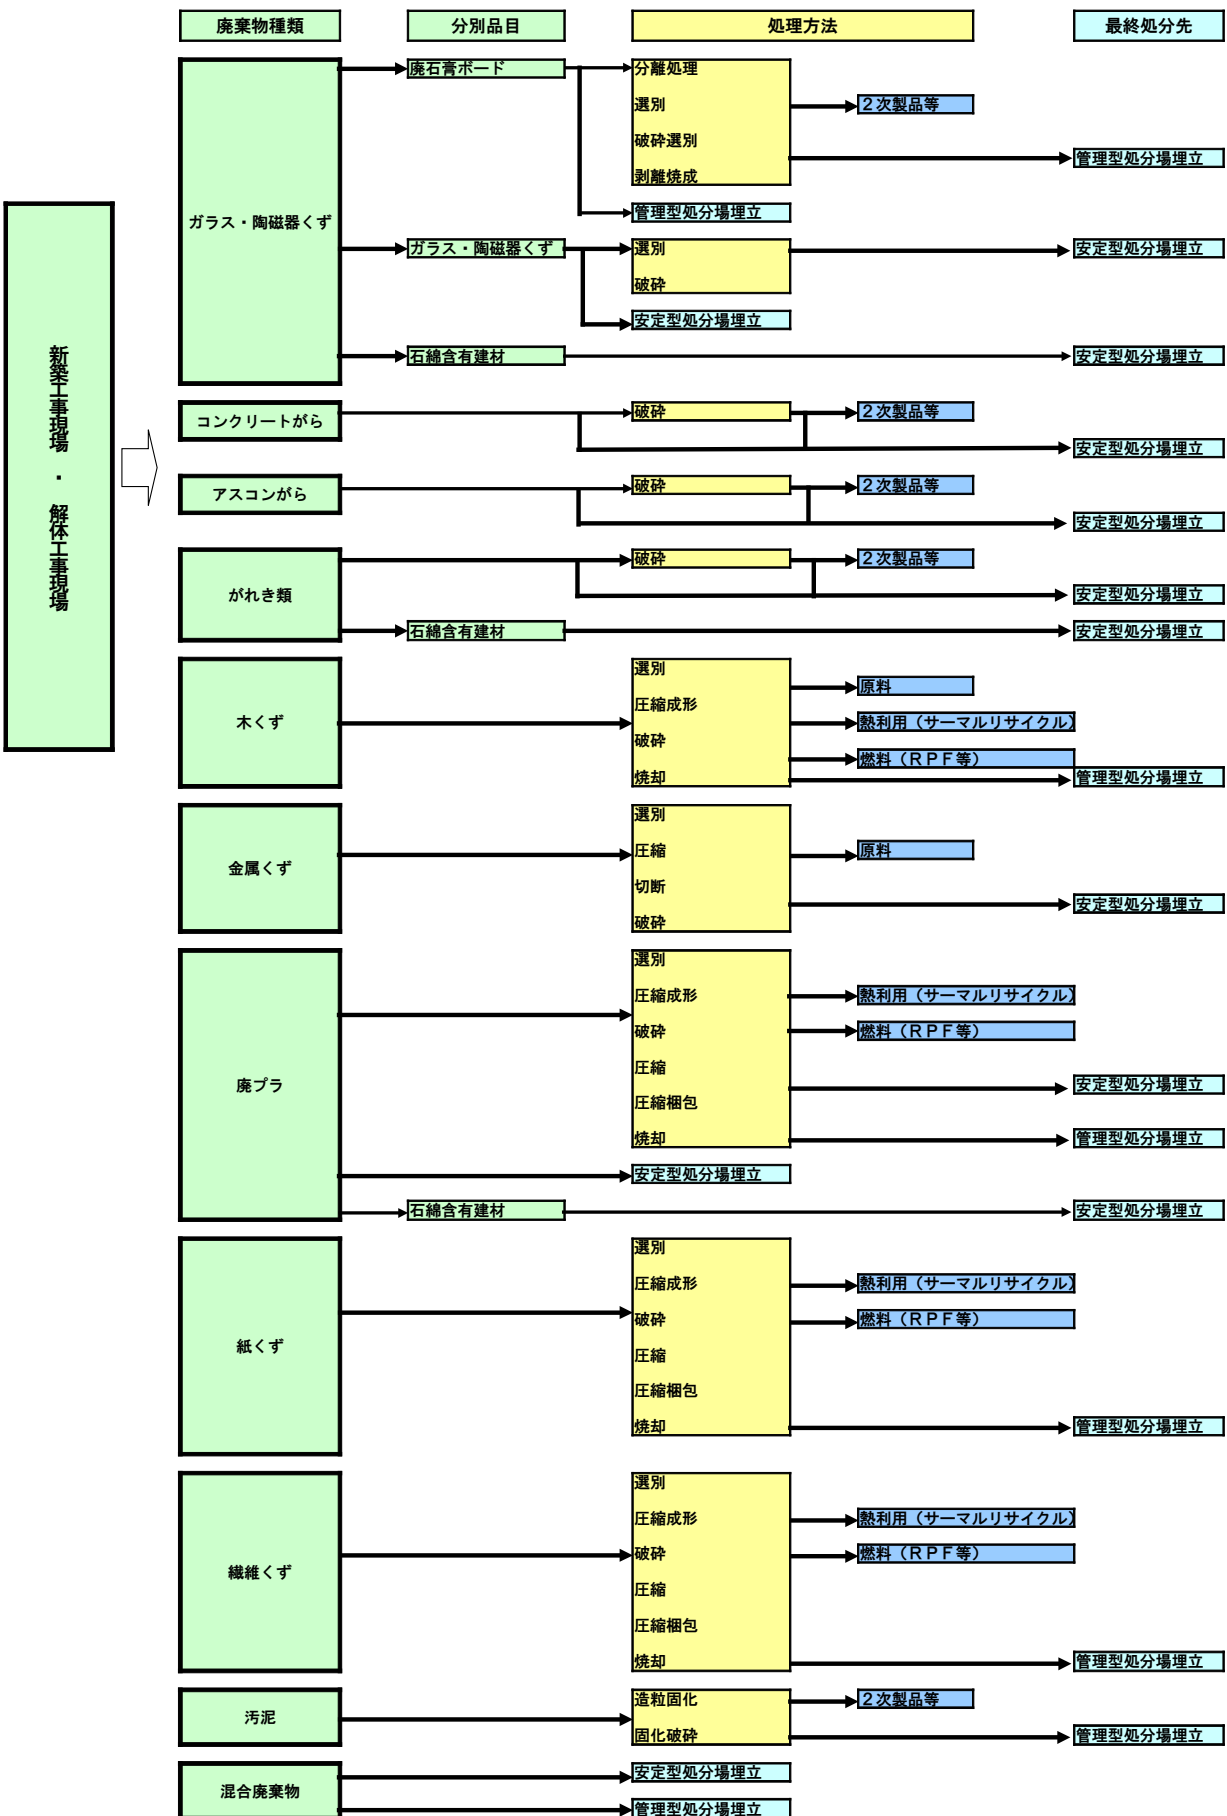 廃棄物種類
分別品目
処理方法
最終処分先
新築工事現場 ・ 解体工事現場
ガラス・陶磁器くず
廃石膏ボード
分離処理
選別
破砕選別
剥離焼成
２次製品等
管理型処分場埋立
管理型処分場埋立
ガラス・陶磁器くず
選別
破砕
安定型処分場埋立
安定型処分場埋立
石綿含有建材
安定型処分場埋立
コンクリートがら
破砕
２次製品等
安定型処分場埋立
アスコンがら
破砕
２次製品等
安定型処分場埋立
がれき類
破砕
２次製品等
安定型処分場埋立
石綿含有建材
安定型処分場埋立
木くず
選別
圧縮成形
破砕
焼却
原料
熱利用（サーマルリサイクル）
燃料（ＲＰＦ等）
管理型処分場埋立
金属くず
選別
圧縮
切断
破砕
原料
安定型処分場埋立
廃プラ
選別
圧縮成形
破砕
圧縮
圧縮梱包
焼却
熱利用（サーマルリサイクル）
燃料（ＲＰＦ等）
安定型処分場埋立
管理型処分場埋立
安定型処分場埋立
石綿含有建材
安定型処分場埋立
紙くず
選別
圧縮成形
破砕
圧縮
圧縮梱包
焼却
熱利用（サーマルリサイクル）
燃料（ＲＰＦ等）
管理型処分場埋立
繊維くず
選別
圧縮成形
破砕
圧縮
圧縮梱包
焼却
熱利用（サーマルリサイクル）
燃料（ＲＰＦ等）
管理型処分場埋立
汚泥
造粒固化
固化破砕
２次製品等
管理型処分場埋立
混合廃棄物
安定型処分場埋立
管理型処分場埋立